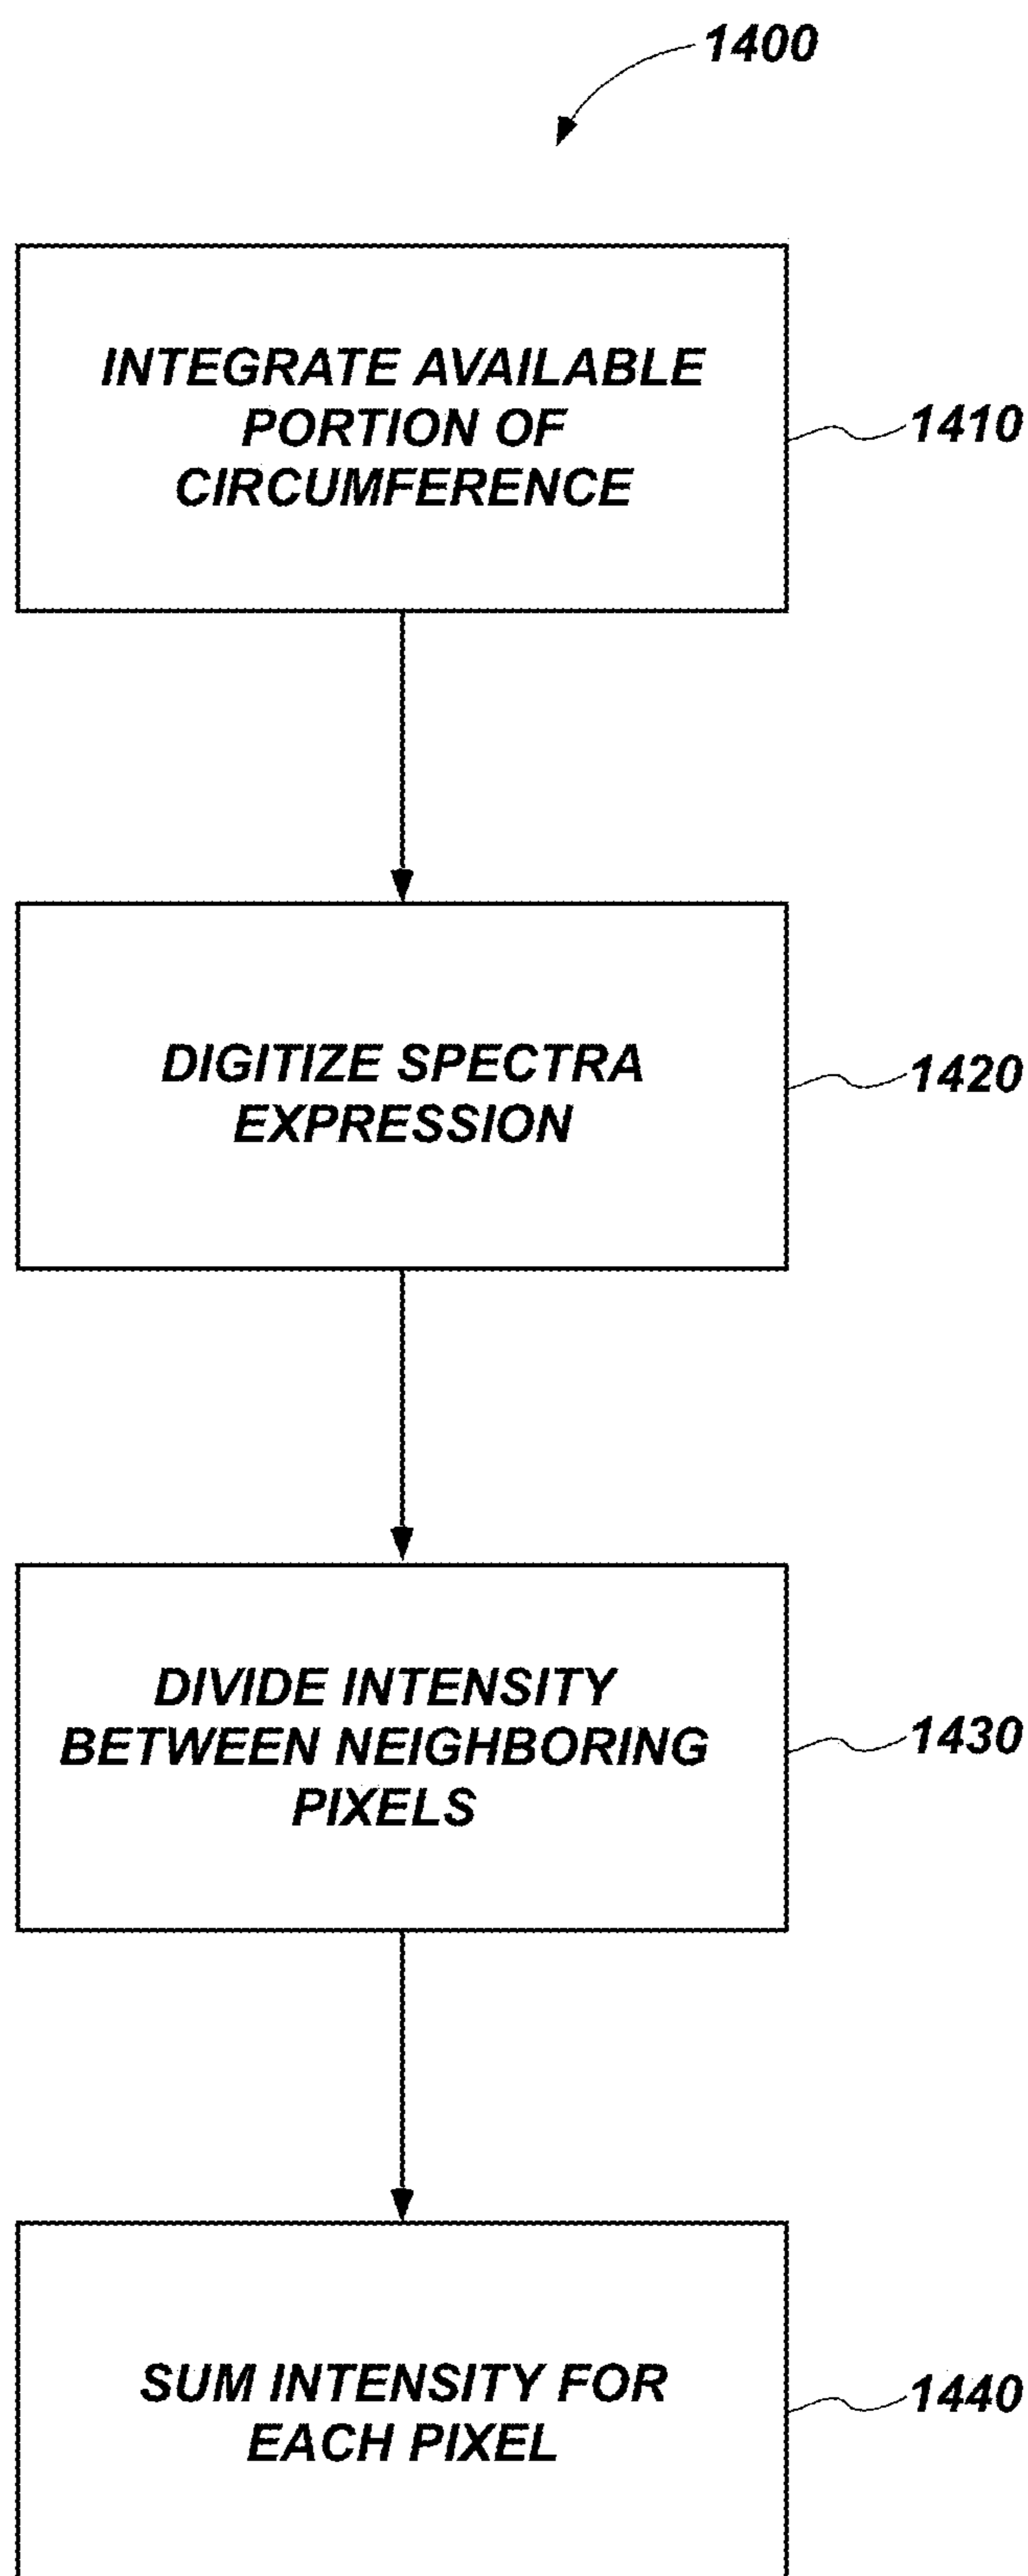 1400
INTEGRATE AVAILABLE
PORTION OF
CIRCUMFERENCE
1410
DIGITIZE SPECTRA
EXPRESSION
1420
DIVIDE INTENSITY
BETWEEN NEIGHBORING
PIXELS
1430
SUM INTENSITY FOR
EACH PIXEL
1440